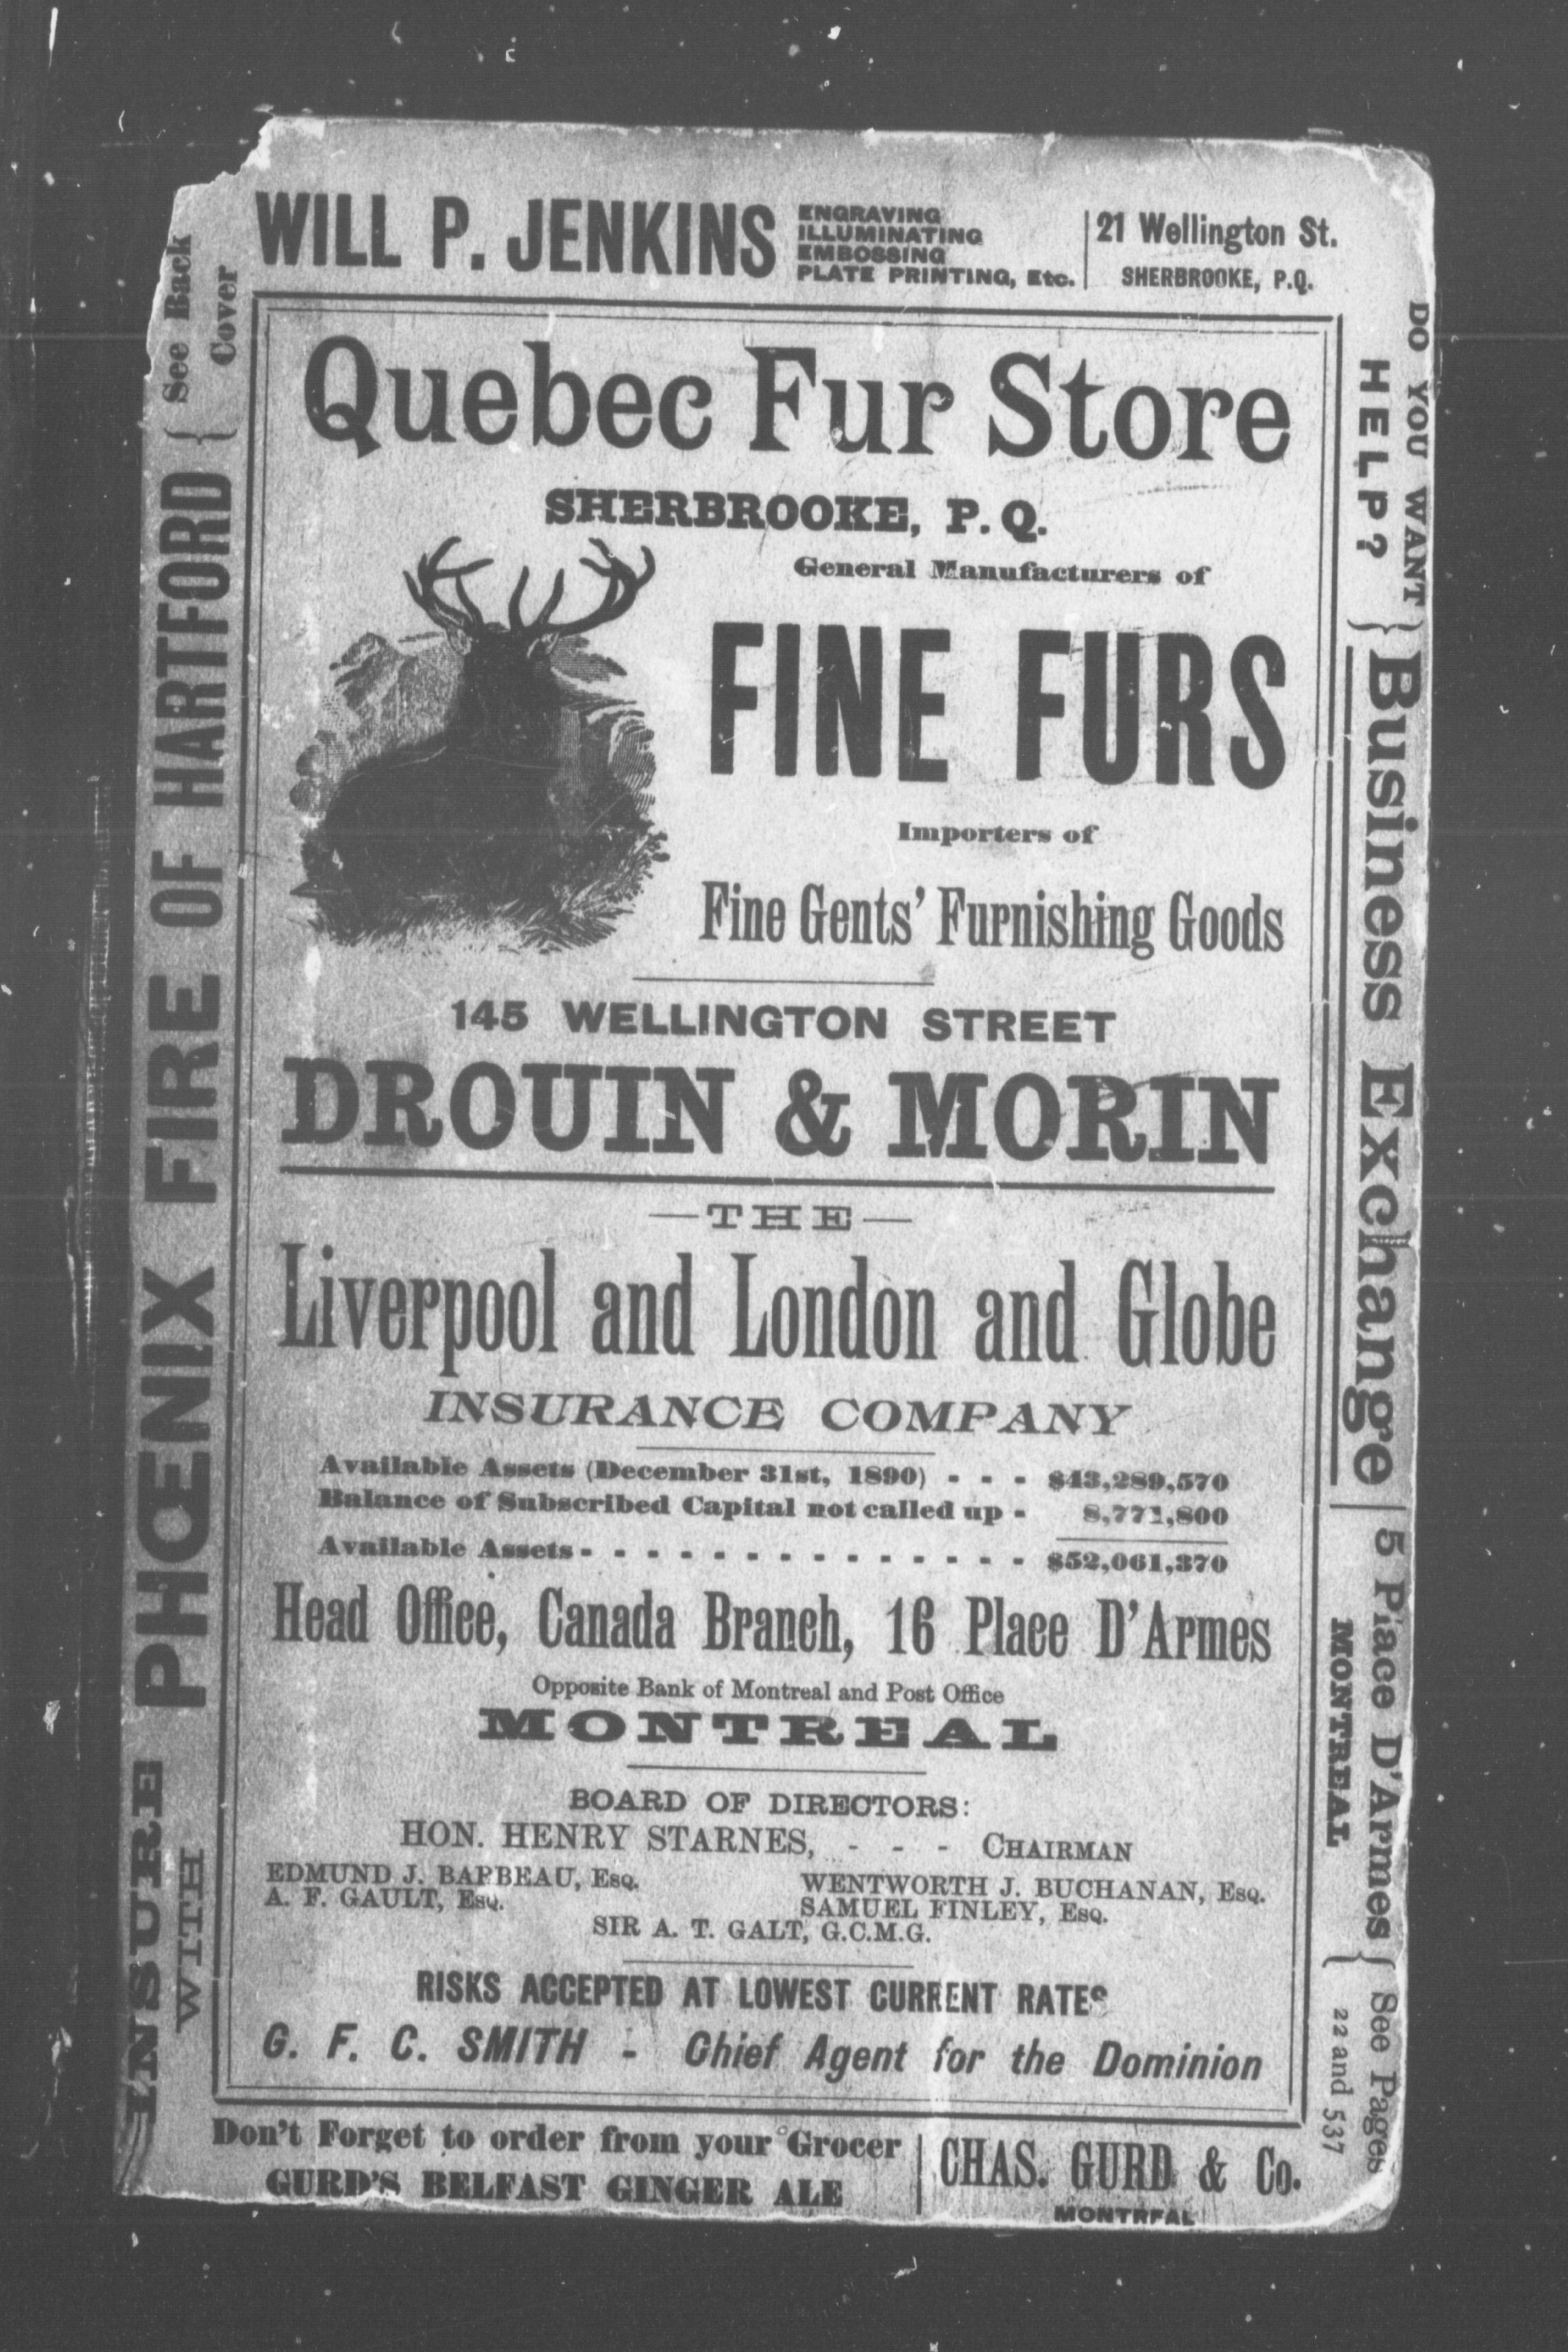 WILL P. JENKINS
ENGRAVING
ILLUMINATING
EMBOSSING
PLATE PRINTING, Etc.
21 Wellington St.
SHERBROOKE, P.Q.
Quebec Fur Store
SHERBROOKE, P. Q.
General Manufacturers of
FINE FURS
Importers of
Fine Gents' Furnishing Goods
145 WELLINGTON STREET
DROUIN & MORIN
—THE—
Liverpool and London and Globe
INSURANCE COMPANY
Available Assets (December 31st, 1890) - - - $43,289,570
Balance of Subscribed Capital not called up - 8,771,800
Available Assets - - - - - - - - - - - - - - - $52,061,370
Head Office, Canada Branch, 16 Place D'Armes
Opposite Bank of Montreal and Post Office
MONTREAL
BOARD OF DIRECTORS:
HON. HENRY STARNES, - - - CHAIRMAN
EDMUND J. BARBEAU, ESQ. WENTWORTH J. BUCHANAN, ESQ.
A. F. GAULT, ESQ. SAMUEL FINLEY, ESQ.
SIR A. T. GALT, G.C.M.G.
RISKS ACCEPTED AT LOWEST CURRENT RATES
G. F. C. SMITH - Chief Agent for the Dominion
Don't Forget to order from your Grocer
GURD'S BELFAST GINGER ALE
CHAS. GURD & Co.
MONTREAL
INSURE WITH PHŒNIX FIRE OF HARTFORD { See Back
Cover
DO YOU WANT
HELP? } Business Exchange | 5 Place D'Armes
MONTREAL { See Pages
22 and 537